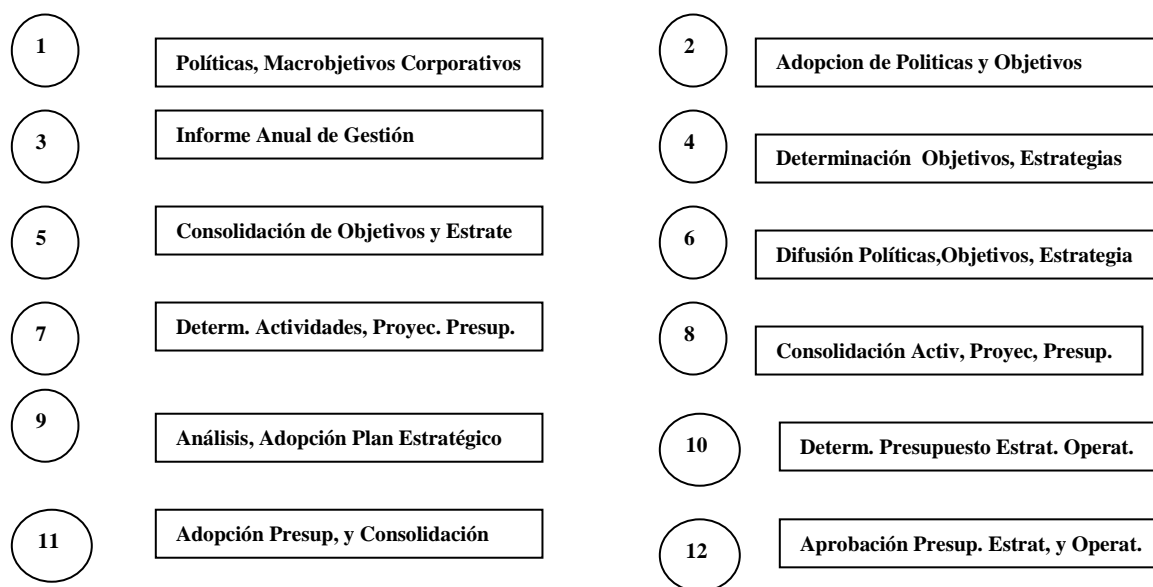 1
Políticas, Macrobjetivos Corporativos
2
Adopcion de Politicas y Objetivos
3
Informe Anual de Gestión
4
Determinación Objetivos, Estrategias
5
Consolidación de Objetivos y Estrate
6
Difusión Políticas,Objetivos, Estrategia
7
Determ. Actividades, Proyec. Presup.
8
Consolidación Activ, Proyec, Presup.
9
Análisis, Adopción Plan Estratégico
10
Determ. Presupuesto Estrat. Operat.
11
Adopción Presup, y Consolidación
12
Aprobación Presup. Estrat, y Operat.